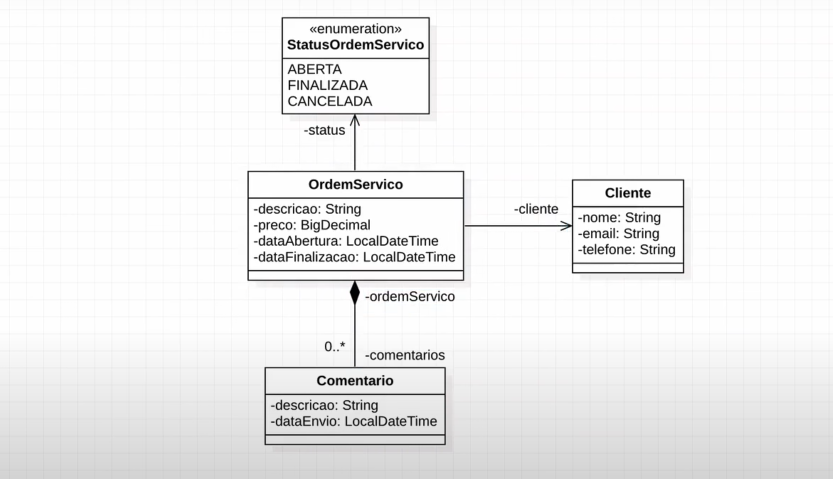 «enumeration»
StatusOrdemServico
ABERTA
FINALIZADA
CANCELADA
-status
OrdemServico
-descricao: String
-preco: BigDecimal
-dataAbertura: LocalDateTime
-dataFinalizacao: LocalDateTime
-cliente
Cliente
-nome: String
-email: String
-telefone: String
-ordemServico
0..*
-comentarios
Comentario
-descricao: String
-dataEnvio: LocalDateTime